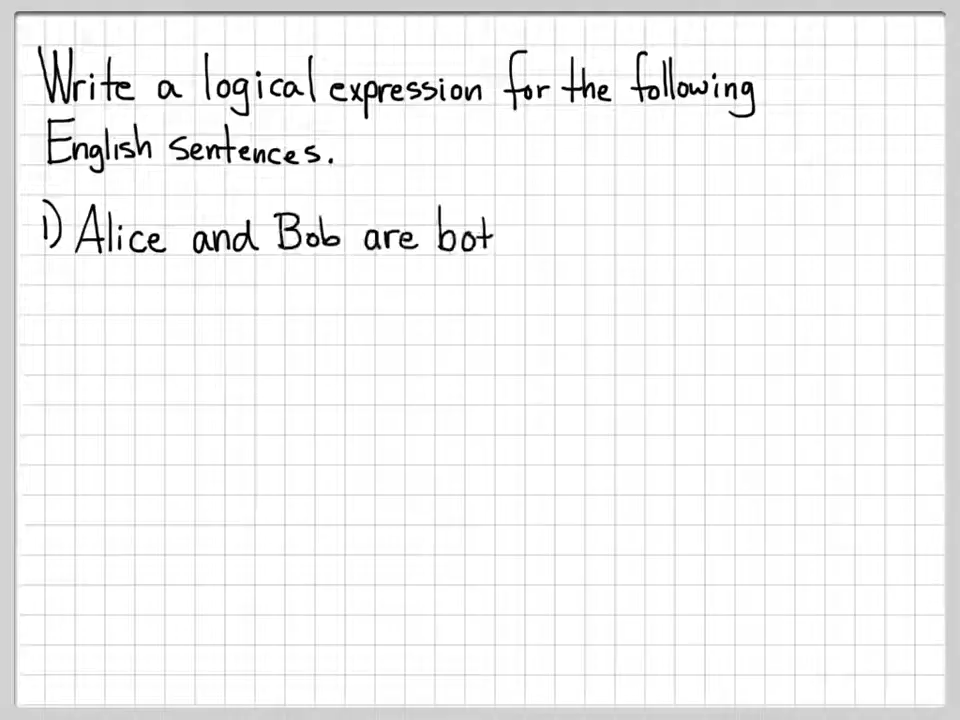 Write a logical expression for the following
English sentences.
1) Alice and Bob are bot